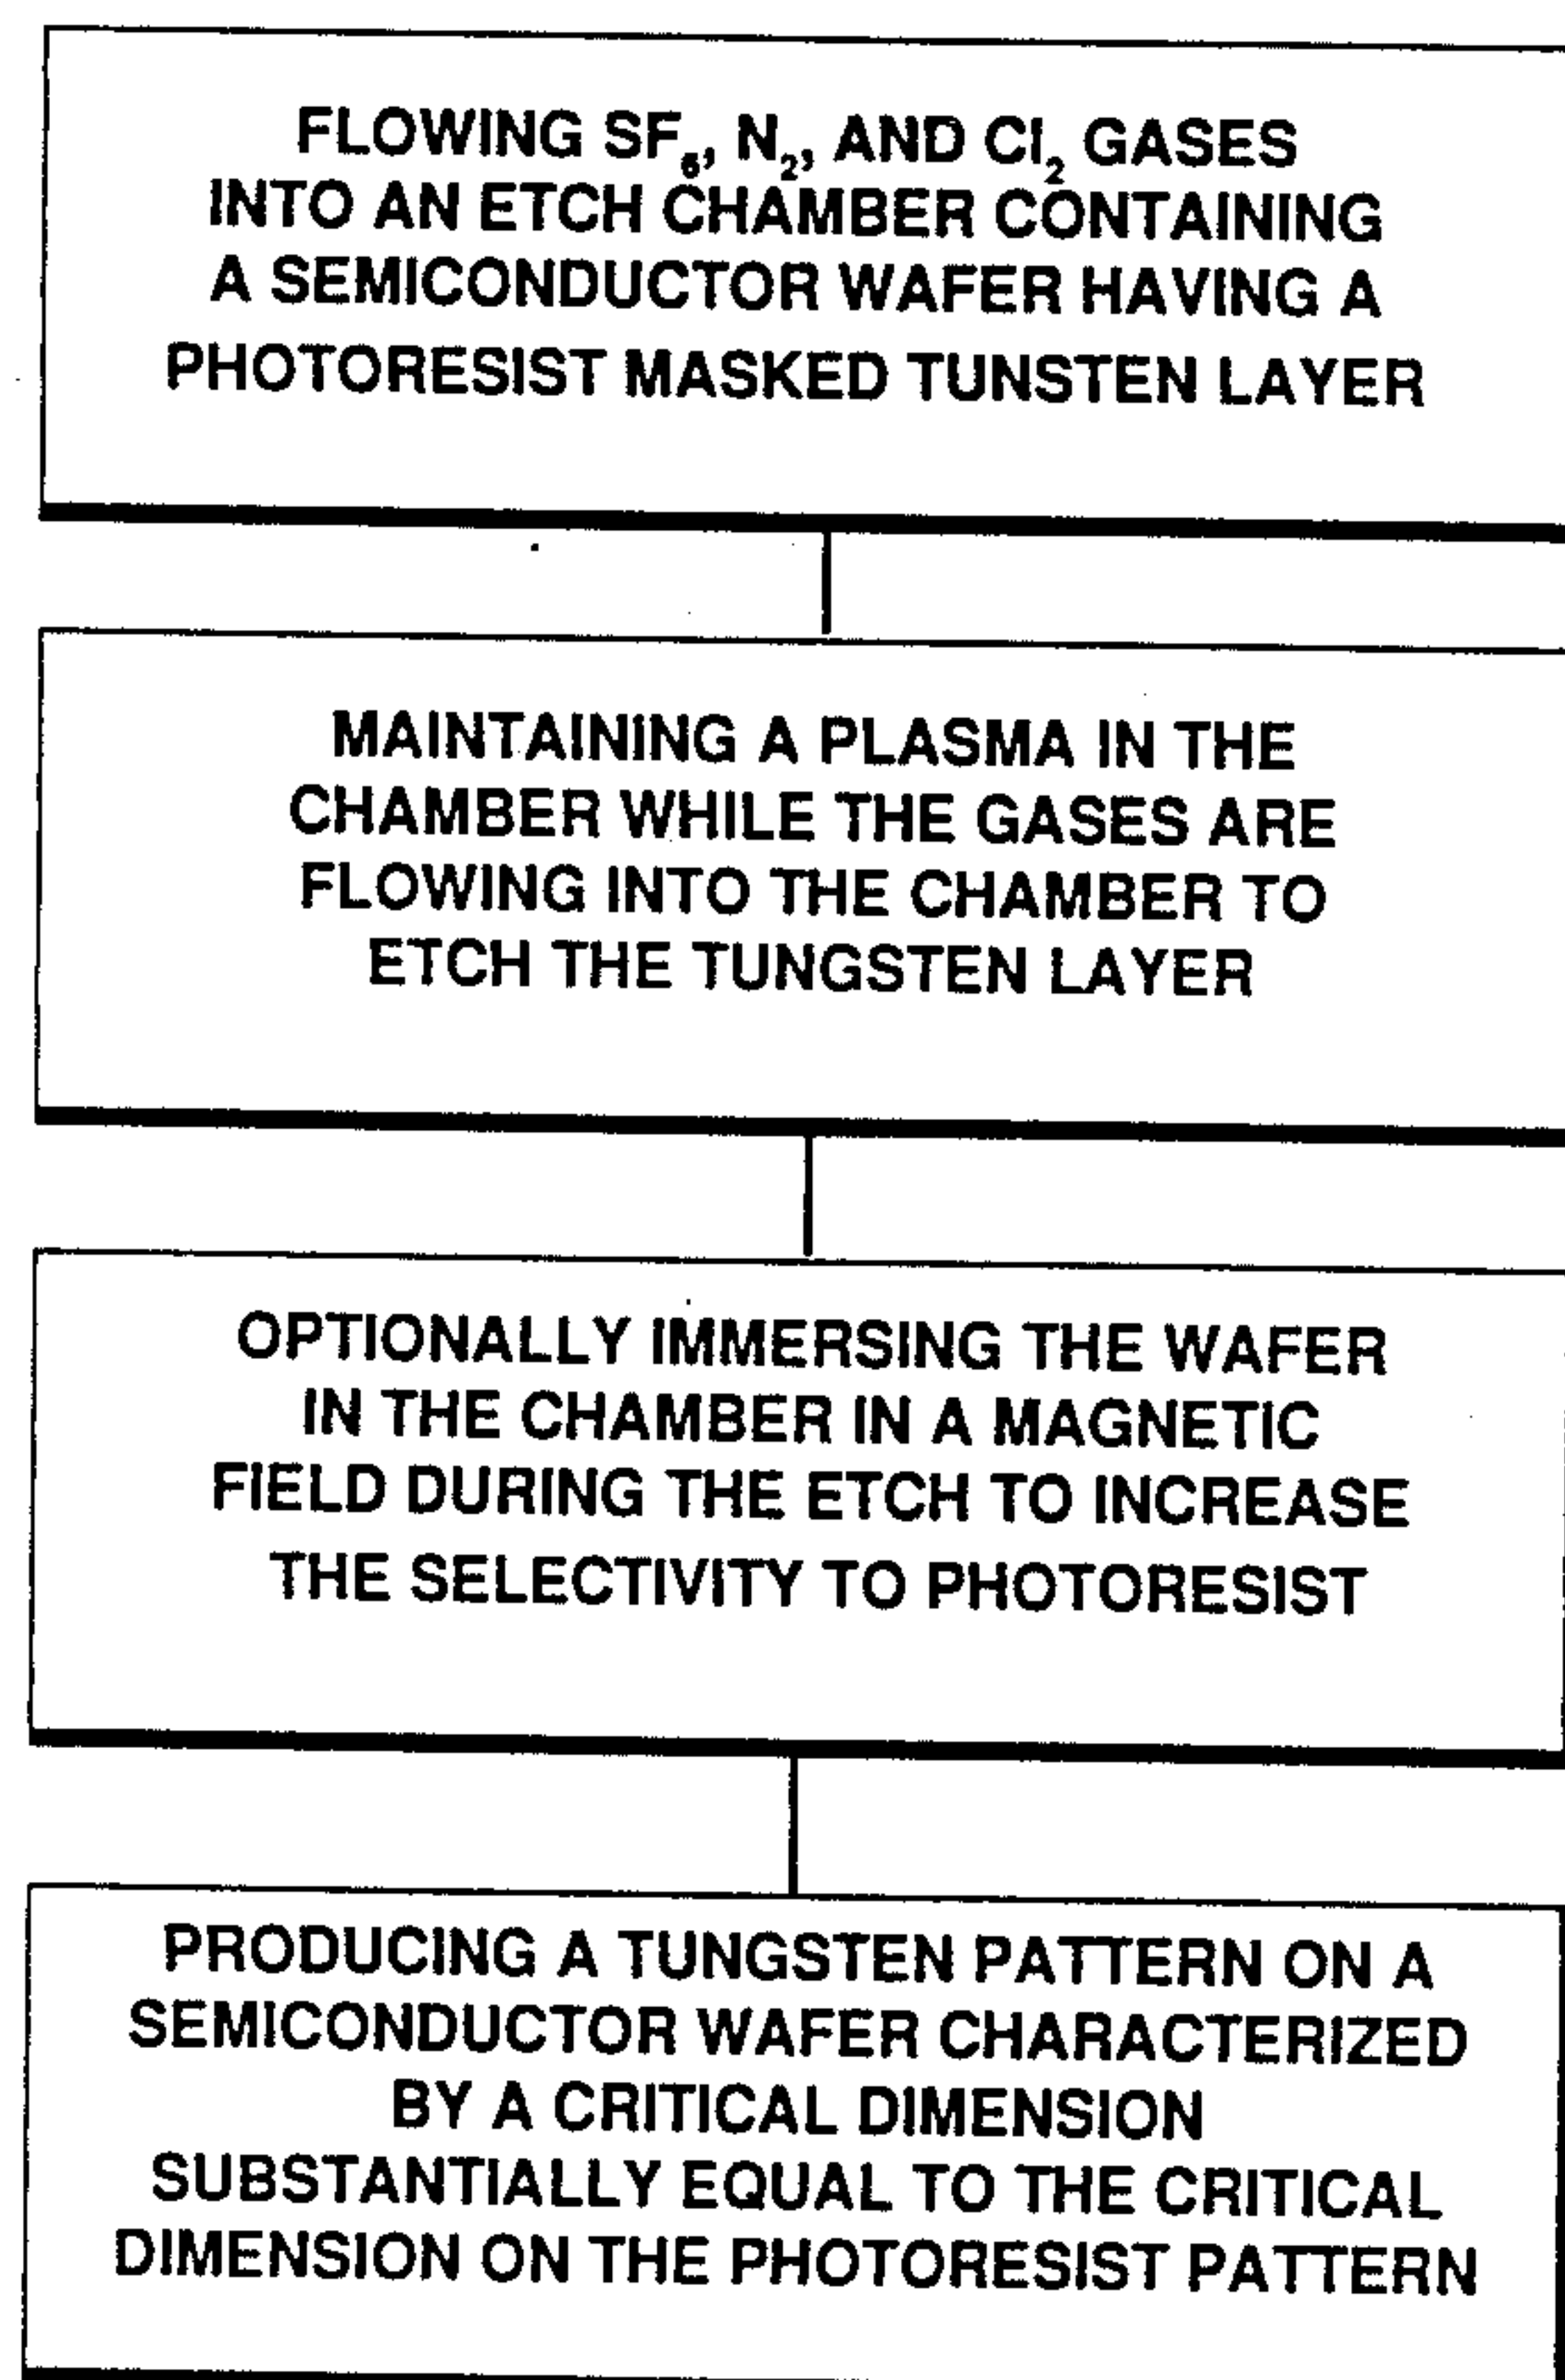 FLOWING SF₆, N₂, AND Cl₂ GASES
INTO AN ETCH CHAMBER CONTAINING
A SEMICONDUCTOR WAFER HAVING A
PHOTORESIST MASKED TUNSTEN LAYER
MAINTAINING A PLASMA IN THE
CHAMBER WHILE THE GASES ARE
FLOWING INTO THE CHAMBER TO
ETCH THE TUNGSTEN LAYER
OPTIONALLY IMMERSING THE WAFER
IN THE CHAMBER IN A MAGNETIC
FIELD DURING THE ETCH TO INCREASE
THE SELECTIVITY TO PHOTORESIST
PRODUCING A TUNGSTEN PATTERN ON A
SEMICONDUCTOR WAFER CHARACTERIZED
BY A CRITICAL DIMENSION
SUBSTANTIALLY EQUAL TO THE CRITICAL
DIMENSION ON THE PHOTORESIST PATTERN